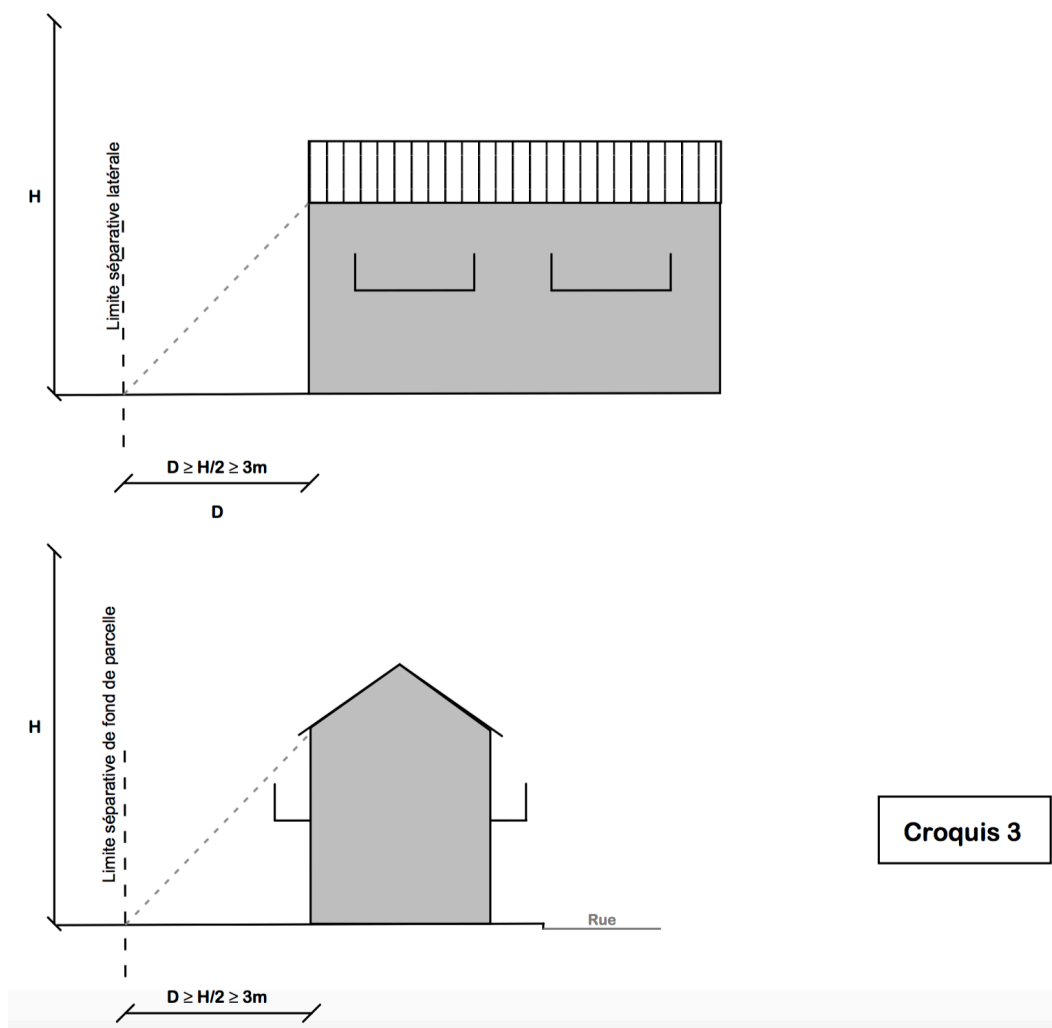 H
Limite séparative latérale
D ≥ H/2 ≥ 3m
D
H
Limite séparative de fond de parcelle
Croquis 3
Rue
D ≥ H/2 ≥ 3m